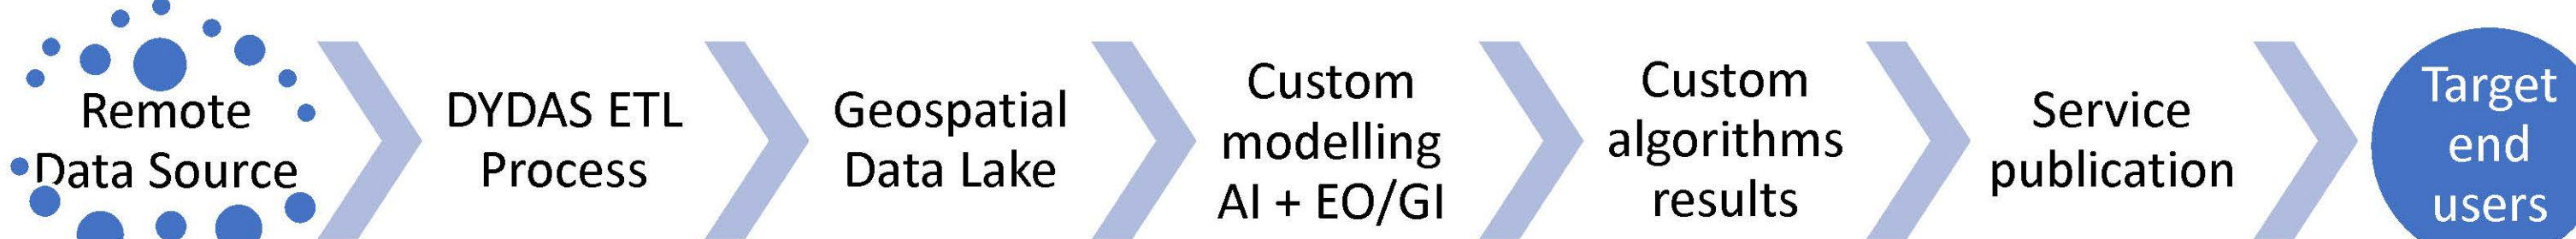 Remote
Data Source
DYDAS ETL
Process
Geospatial
Data Lake
Custom
modelling
AI + EO/GI
Custom
algorithms
results
Service
publication
Target
end
users